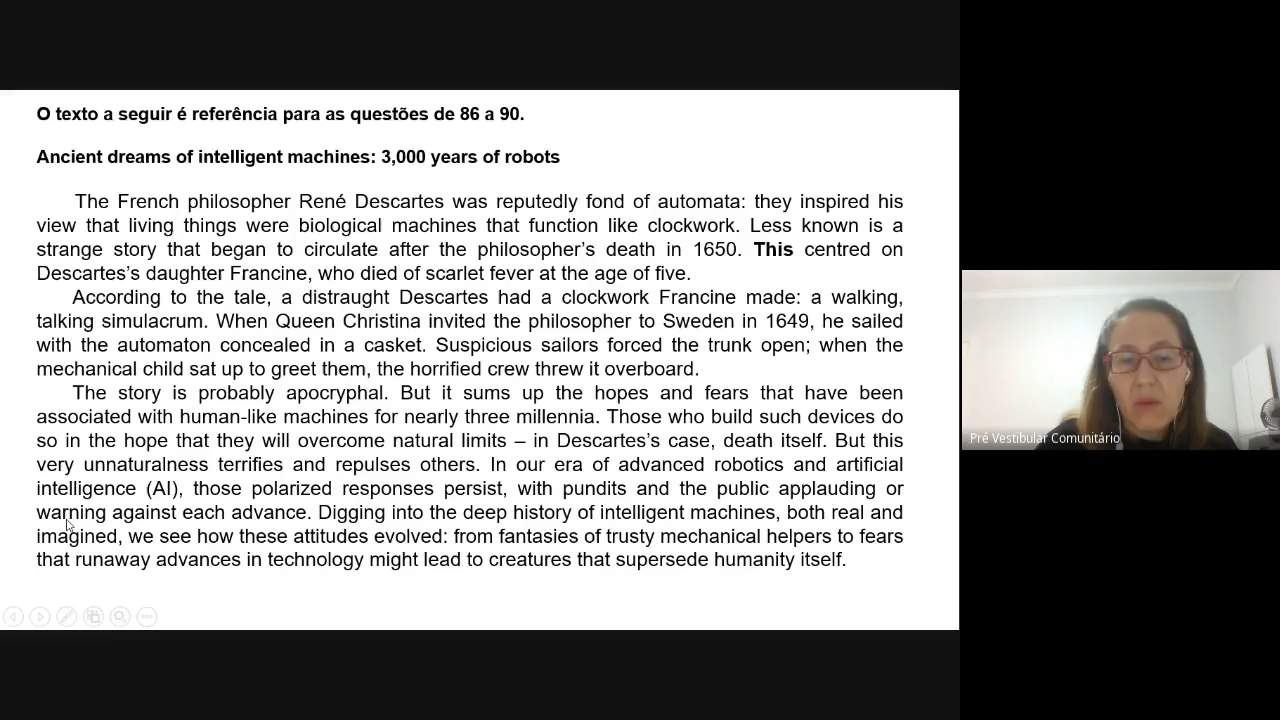 O texto a seguir é referência para as questões de 86 a 90.
Ancient dreams of intelligent machines: 3,000 years of robots
The French philosopher René Descartes was reputedly fond of automata: they inspired his
view that living things were biological machines that function like clockwork. Less known is a
strange story that began to circulate after the philosopher’s death in 1650. This centred on
Descartes’s daughter Francine, who died of scarlet fever at the age of five.
According to the tale, a distraught Descartes had a clockwork Francine made: a walking,
talking simulacrum. When Queen Christina invited the philosopher to Sweden in 1649, he sailed
with the automaton concealed in a casket. Suspicious sailors forced the trunk open; when the
mechanical child sat up to greet them, the horrified crew threw it overboard.
The story is probably apocryphal. But it sums up the hopes and fears that have been
associated with human-like machines for nearly three millennia. Those who build such devices do
so in the hope that they will overcome natural limits – in Descartes’s case, death itself. But this
very unnaturalness terrifies and repulses others. In our era of advanced robotics and artificial
intelligence (AI), those polarized responses persist, with pundits and the public applauding or
warning against each advance. Digging into the deep history of intelligent machines, both real and
imagined, we see how these attitudes evolved: from fantasies of trusty mechanical helpers to fears
that runaway advances in technology might lead to creatures that supersede humanity itself.
Pré Vestibular Comunitário